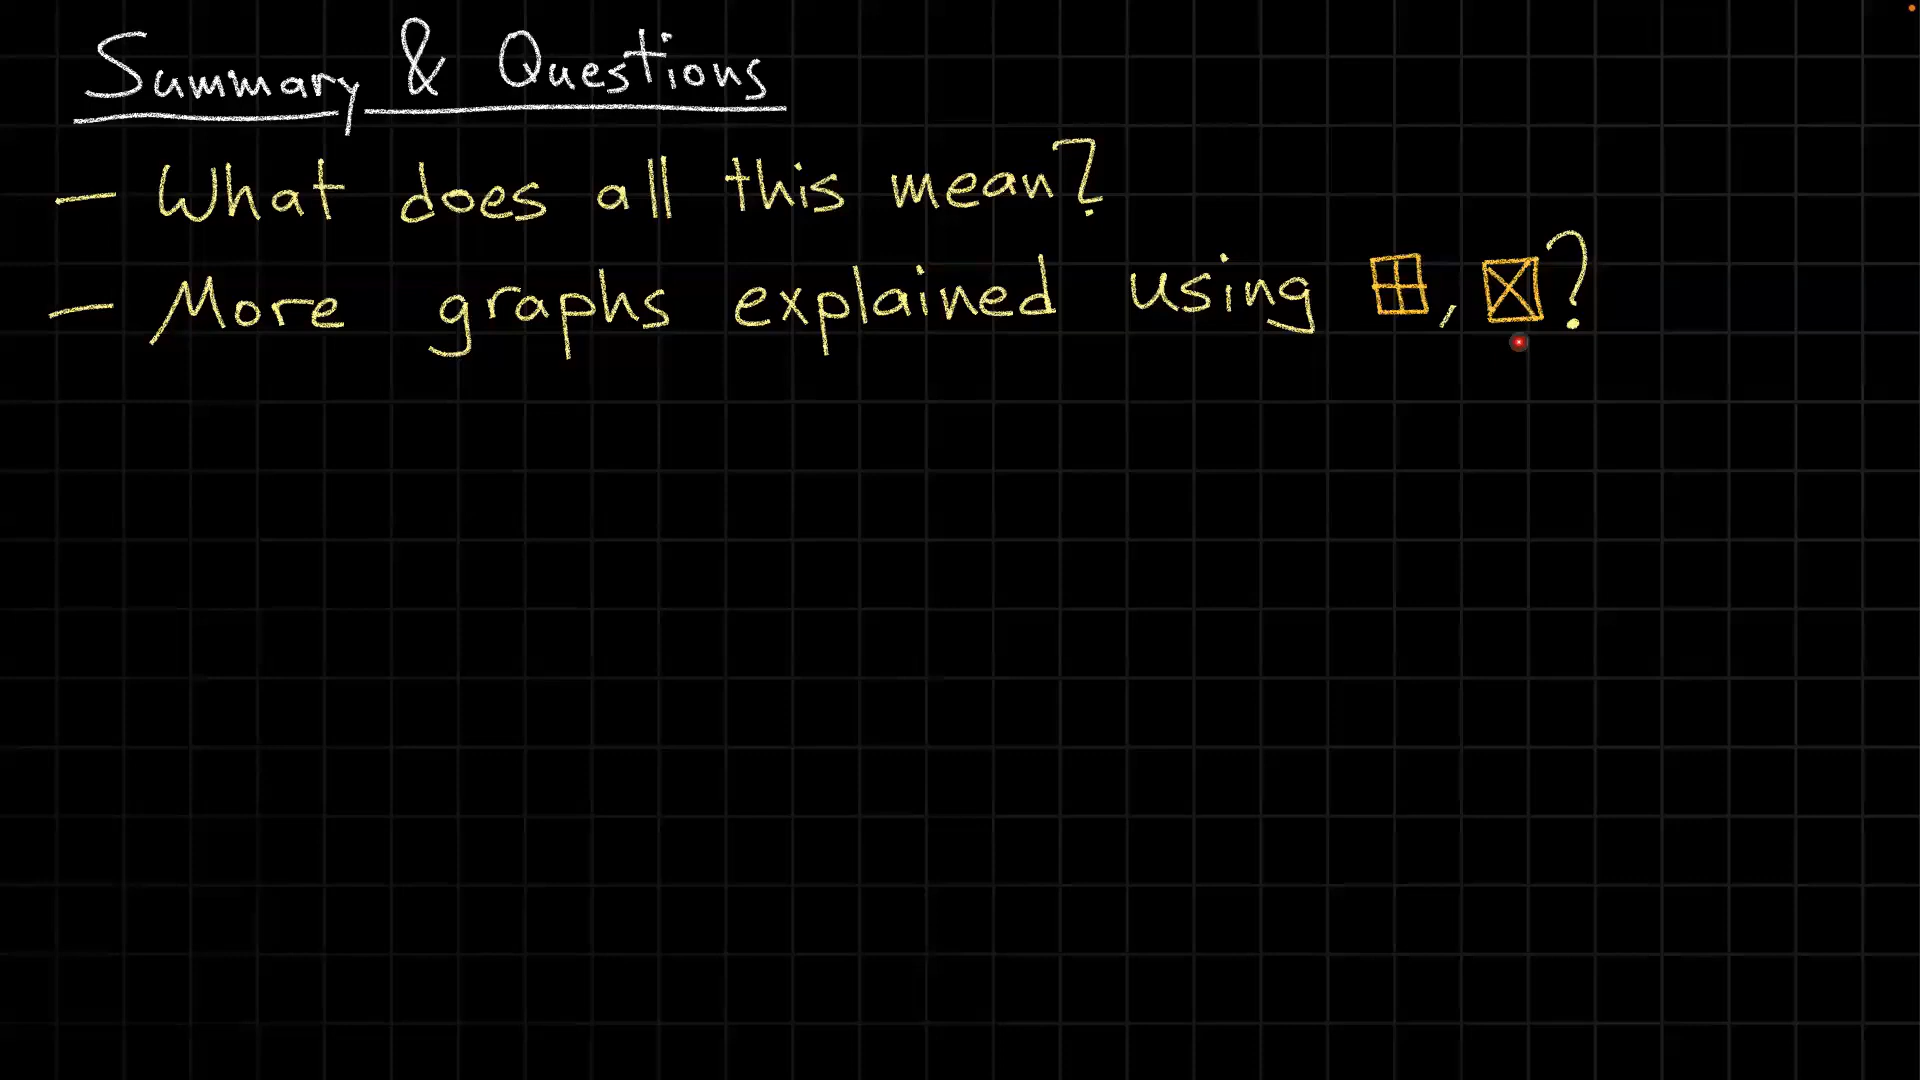 Summary & Questions
- What does all this mean?
- More graphs explained using ⊞, ⊠?